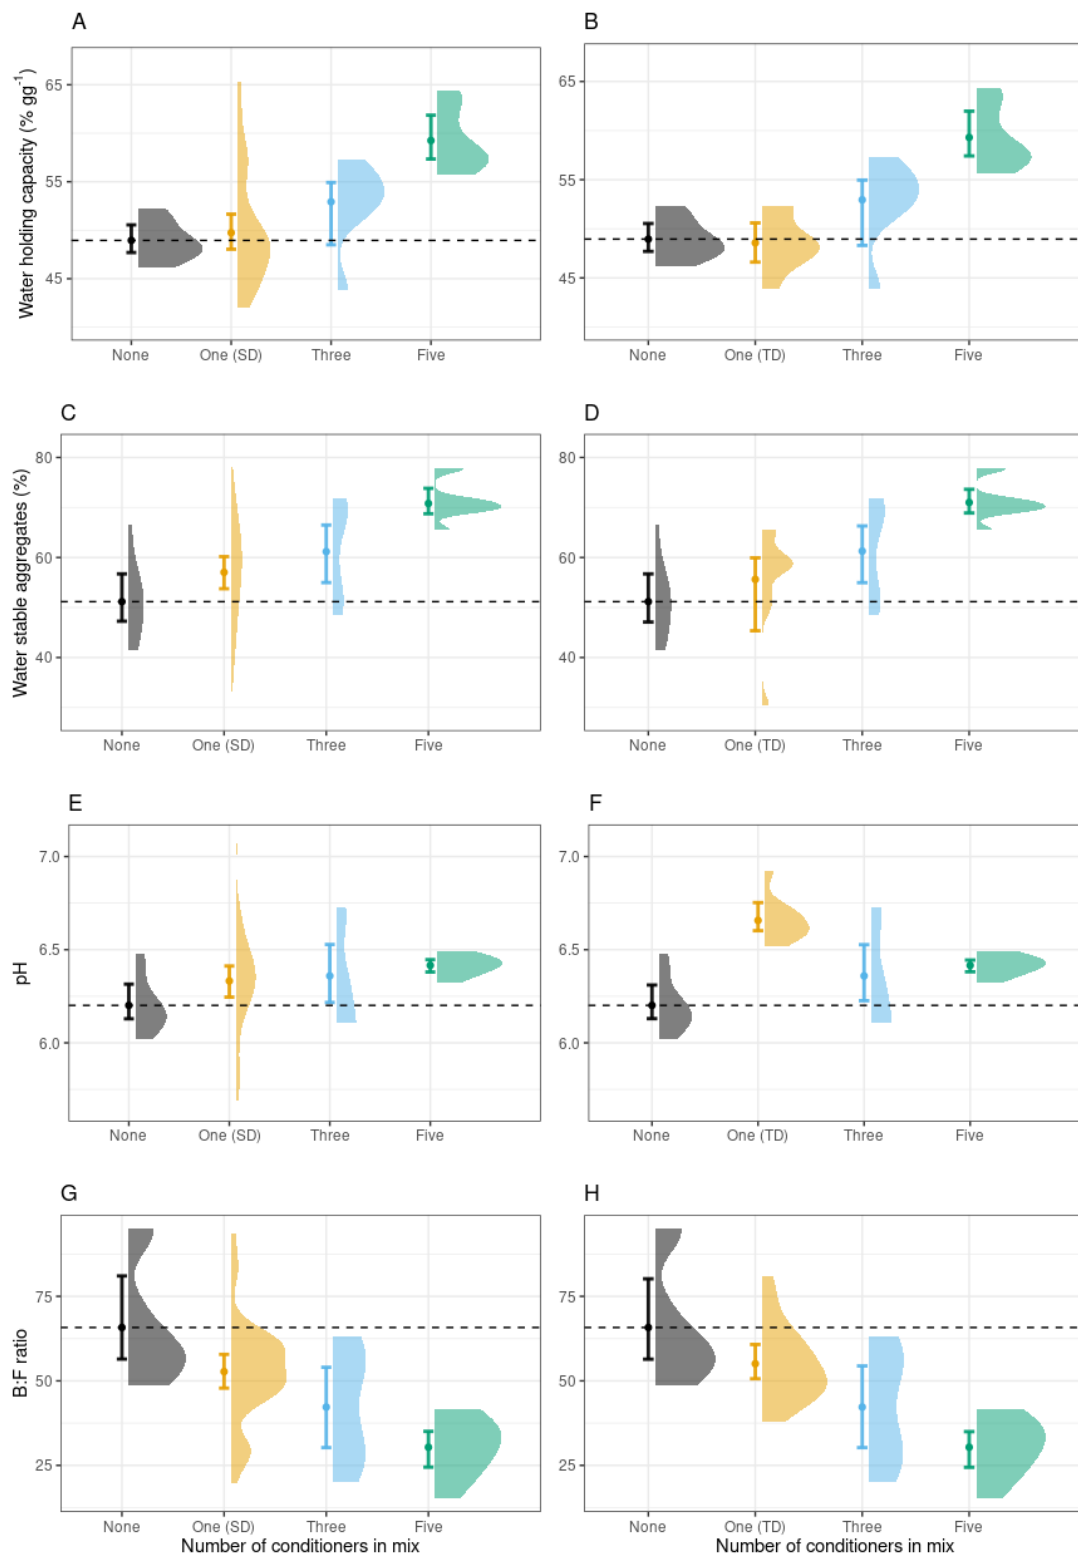 A
B
Water holding capacity (% gg⁻¹)
65
55
45
None One (SD) Three Five
65
55
45
None One (TD) Three Five
C
D
Water stable aggregates (%)
80
60
40
None One (SD) Three Five
80
60
40
None One (TD) Three Five
E
F
pH
7.0
6.5
6.0
None One (SD) Three Five
7.0
6.5
6.0
None One (TD) Three Five
G
H
B:F ratio
75
50
25
None One (SD) Three Five
Number of conditioners in mix
75
50
25
None One (TD) Three Five
Number of conditioners in mix